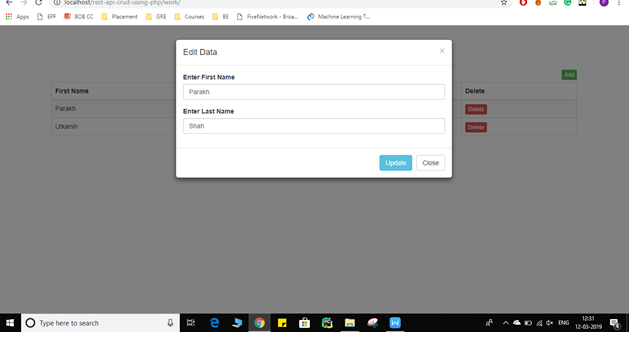 localhost/rest-api-crud-using-php/work/
Apps EPF BOB CC Placement GRE Courses BE FiveNetwork - Broa... Machine Learning T...
Edit Data ×
Add
Enter First Name
First Name Delete
Parakh
Parakh Delete
Enter Last Name
Utkarsh Shah Delete
Update Close
Type here to search
ENG 12:31
12-03-2019